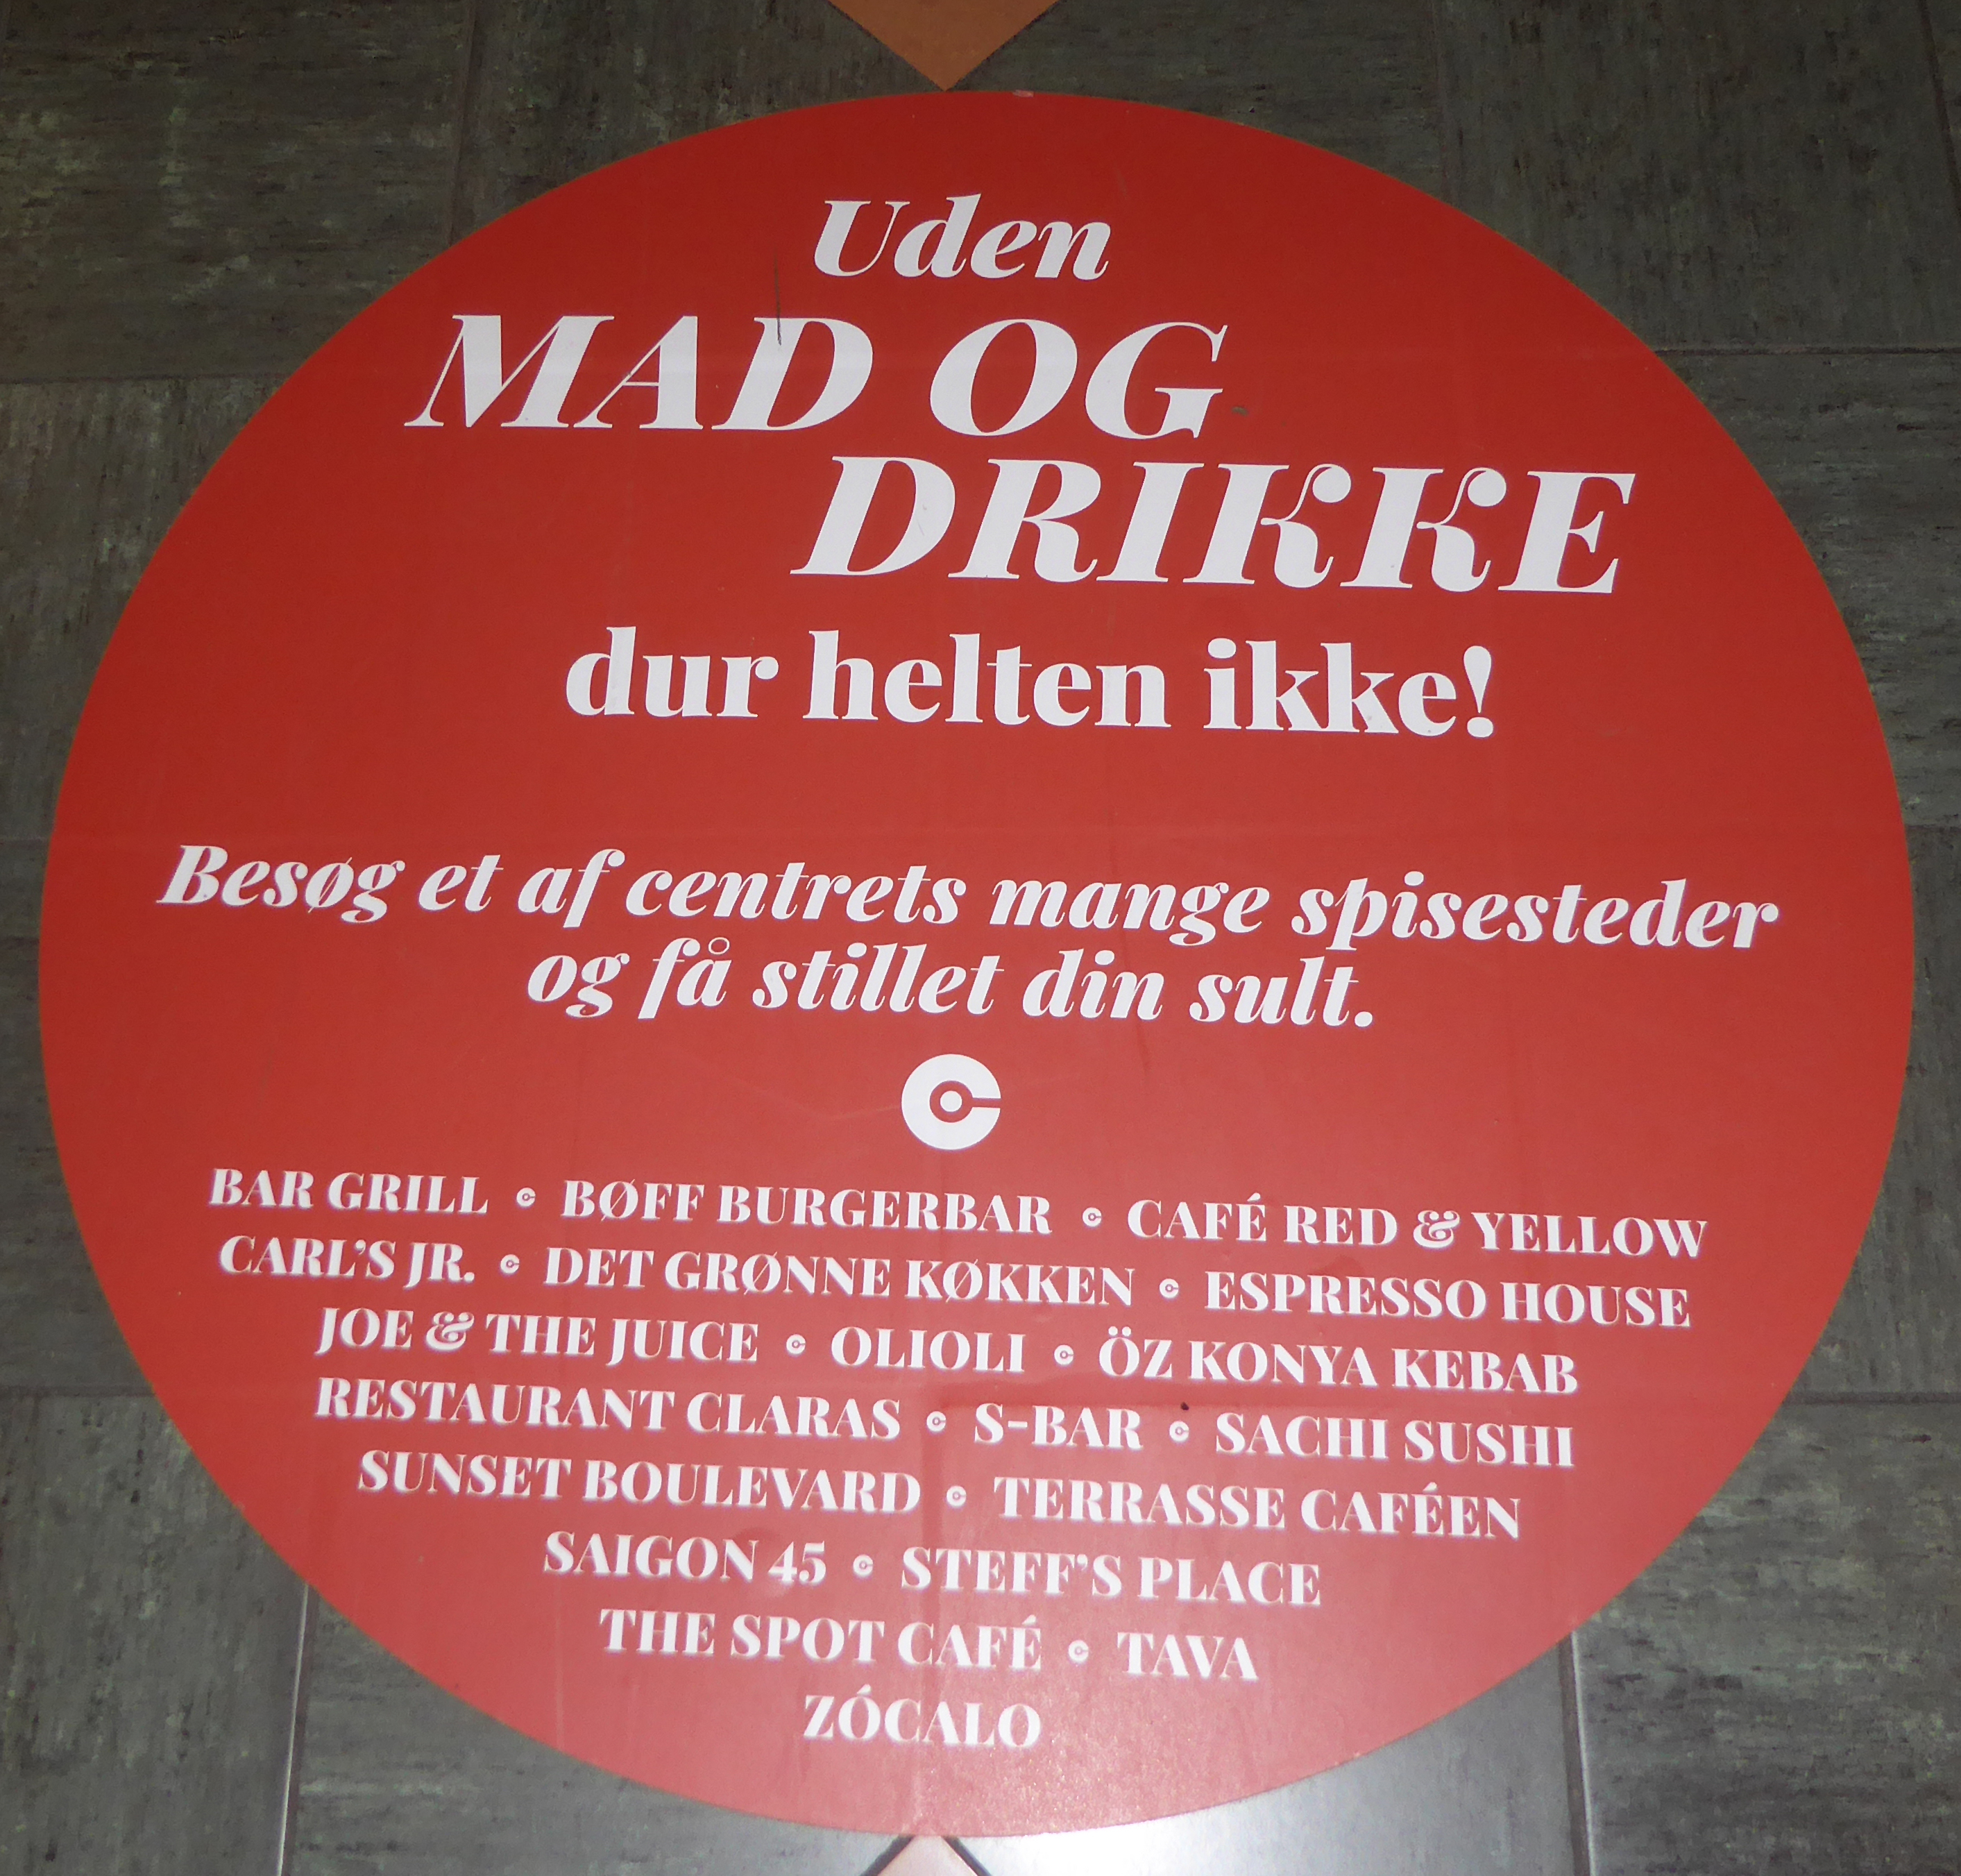 Uden
MAD OG
DRIKKE
dur helten ikke!
Besøg et af centrets mange spisesteder
og få stillet din sult.
BAR GRILL • BØFF BURGERBAR • CAFÉ RED & YELLOW
CARL'S JR. • DET GRØNNE KØKKEN • ESPRESSO HOUSE
JOE & THE JUICE • OLIOLI • ÖZ KONYA KEBAB
RESTAURANT CLARAS • S-BAR • SACHI SUSHI
SUNSET BOULEVARD • TERRASSE CAFÉEN
SAIGON 45 • STEFF'S PLACE
THE SPOT CAFÉ • TAVA
ZÓCALO